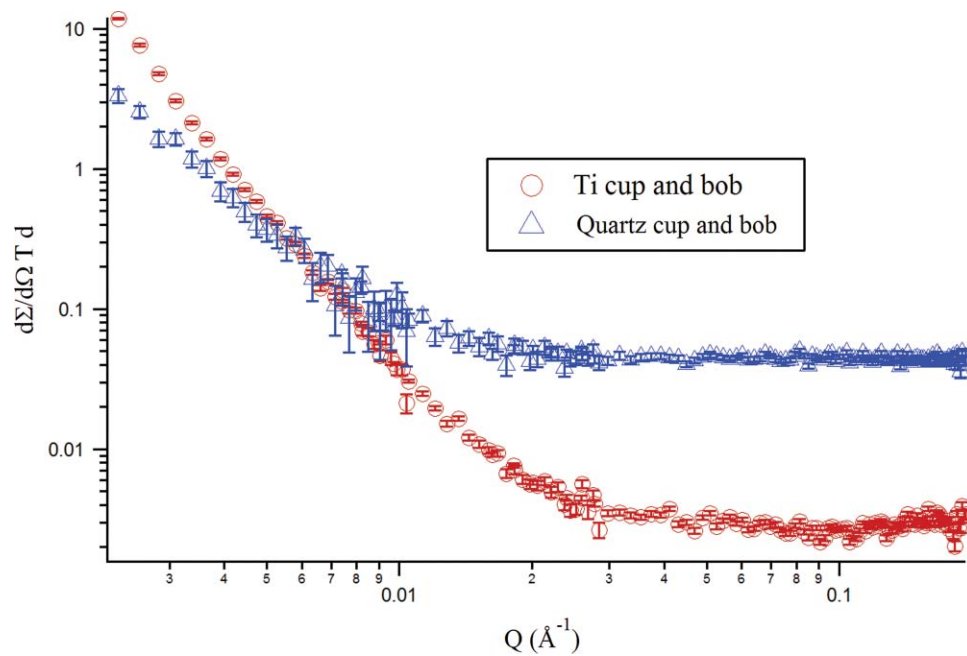 10
1
0.1
0.01
dΣ/dΩ T d
Ti cup and bob
Quartz cup and bob
3 4 5 6 7 8 9 2 3 4 5 6 7 8 9
0.01 0.1
Q (Å⁻¹)